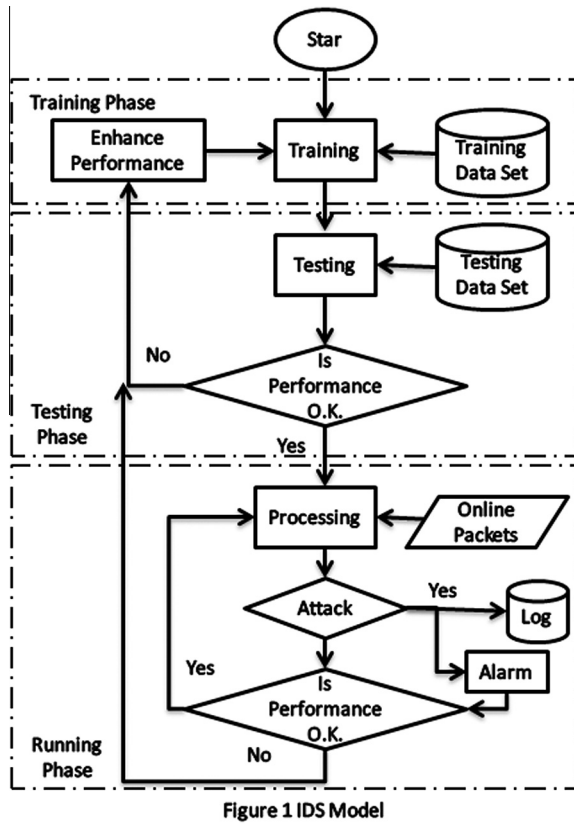 Star
Training Phase
Enhance
Performance
Training
Training
Data Set
Testing
Testing
Data Set
No
Is
Performance
O.K.
Testing
Phase
Yes
Processing
Online
Packets
Attack
Yes
Log
Yes
Alarm
Is
Performance
O.K.
Running
Phase
No
Figure 1 IDS Model